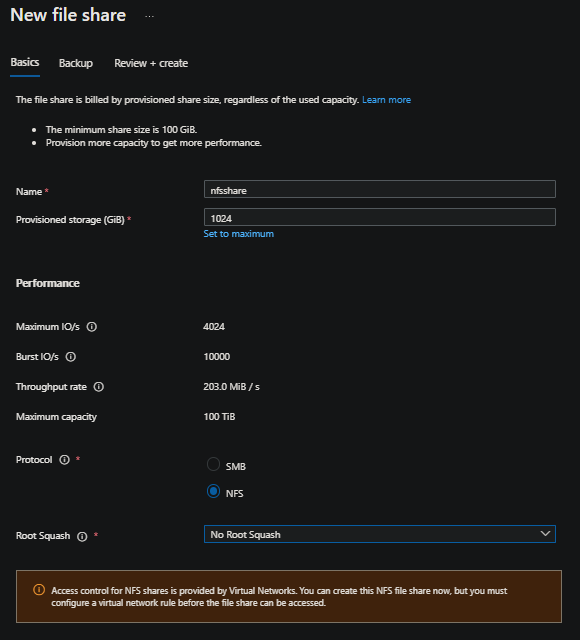 New file share ...
Basics Backup Review + create
The file share is billed by provisioned share size, regardless of the used capacity. Learn more
• The minimum share size is 100 GiB.
• Provision more capacity to get more performance.
Name * nfsshare
Provisioned storage (GiB) * 1024
Set to maximum
Performance
Maximum IO/s 4024
Burst IO/s 10000
Throughput rate 203.0 MiB / s
Maximum capacity 100 TiB
Protocol * SMB
NFS
Root Squash * No Root Squash
Access control for NFS shares is provided by Virtual Networks. You can create this NFS file share now, but you must
configure a virtual network rule before the file share can be accessed.